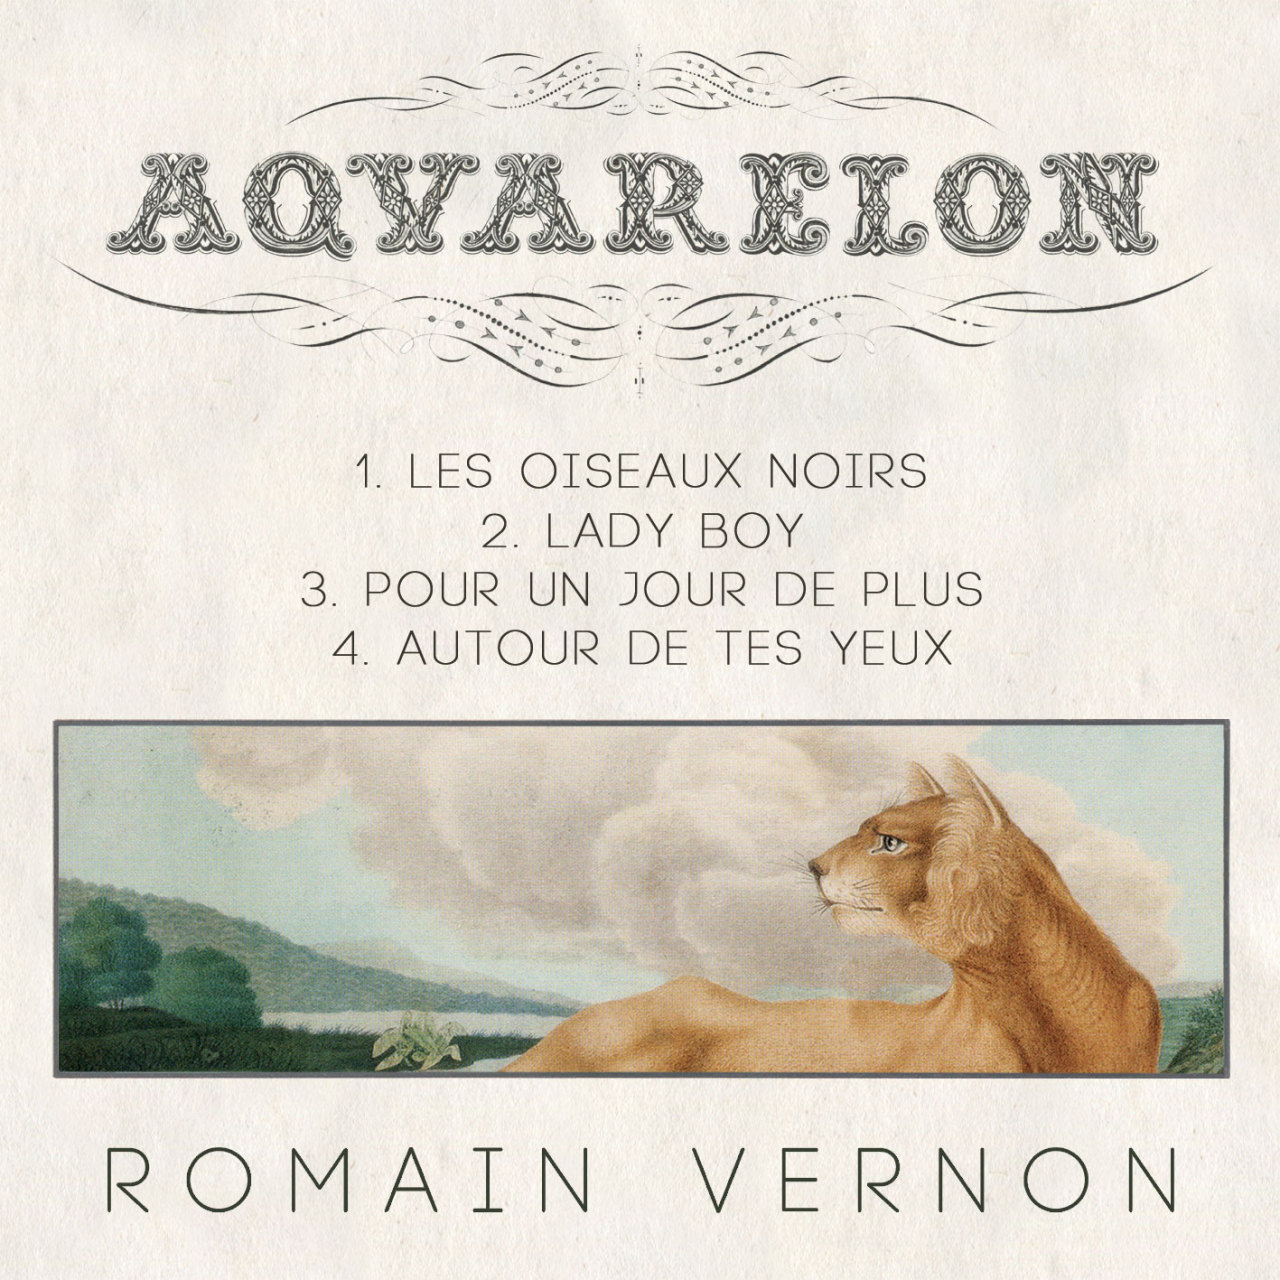 AQVARELON
1. LES OISEAUX NOIRS
2. LADY BOY
3. POUR UN JOUR DE PLUS
4. AUTOUR DE TES YEUX
ROMAIN VERNON